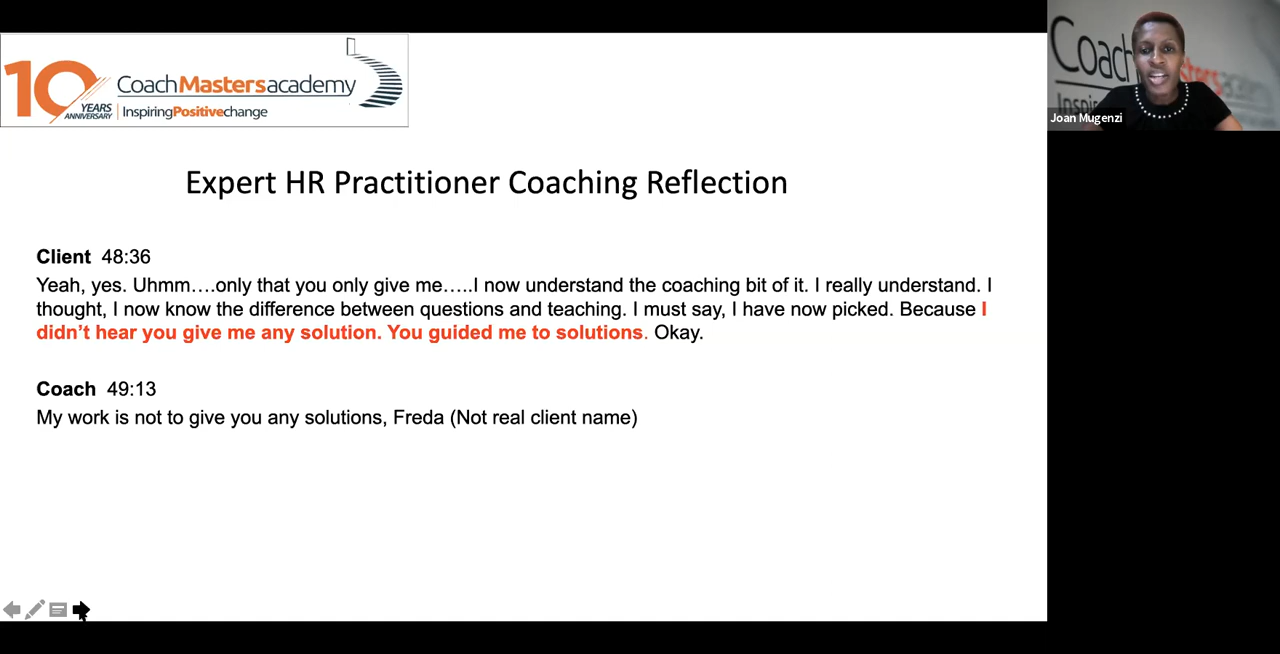 10 YEARS ANNIVERSARY
CoachMastersacademy
InspiringPositivechange
Coach
Joan Mugenzi
Expert HR Practitioner Coaching Reflection
Client 48:36
Yeah, yes. Uhmm….only that you only give me…..I now understand the coaching bit of it. I really understand. I
thought, I now know the difference between questions and teaching. I must say, I have now picked. Because I
didn’t hear you give me any solution. You guided me to solutions. Okay.
Coach 49:13
My work is not to give you any solutions, Freda (Not real client name)